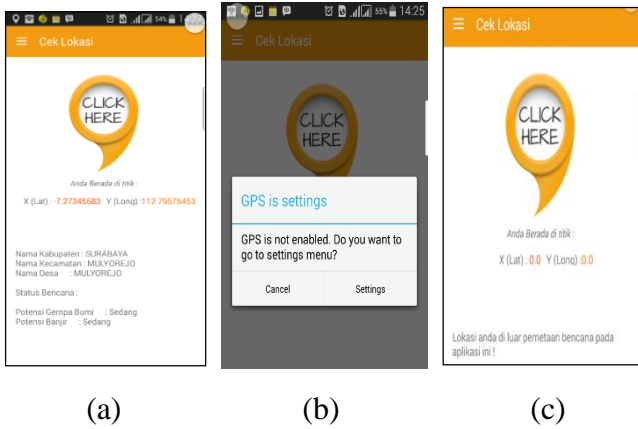 54%
Cek Lokasi
CLICK
HERE
Anda Berada di titik :
X (Lat) : -7.27345583 Y (Long) :112.79576453
Nama Kabupaten : SURABAYA
Nama Kecamatan : MULYOREJO
Nama Desa : MULYOREJO
Status Bencana :
Potensi Gempa Bumi : Sedang
Potensi Banjir : Sedang
(a)
55% 14:25
Cek Lokasi
CLICK
HERE
GPS is settings
GPS is not enabled. Do you want to
go to settings menu?
Cancel Settings
(b)
Cek Lokasi
CLICK
HERE
Anda Berada di titik :
X (Lat) : 0.0 Y (Long) :0.0
Lokasi anda di luar pemetaan bencana pada
aplikasi ini !
(c)